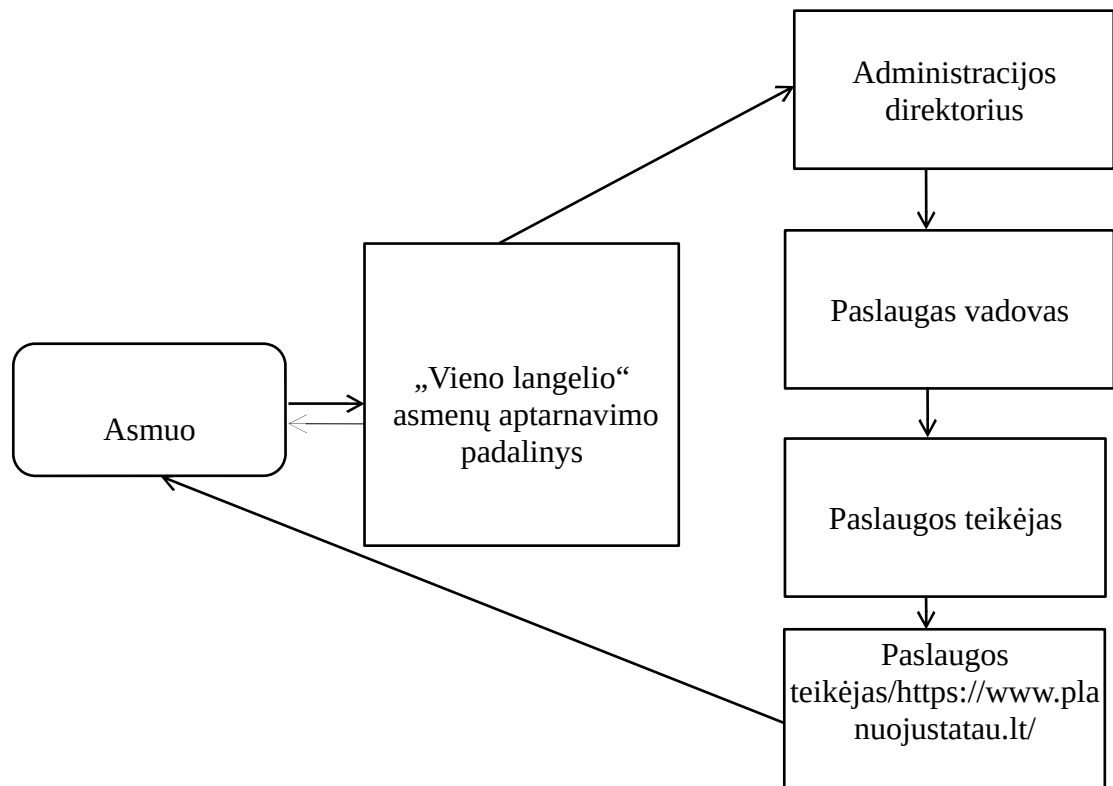 Administracijos
direktorius
Paslaugas vadovas
„Vieno langelio“
asmenų aptarnavimo
padalinys
Asmuo
Paslaugos teikėjas
Paslaugos
teikėjas/https://www.pla
nuojustatau.lt/